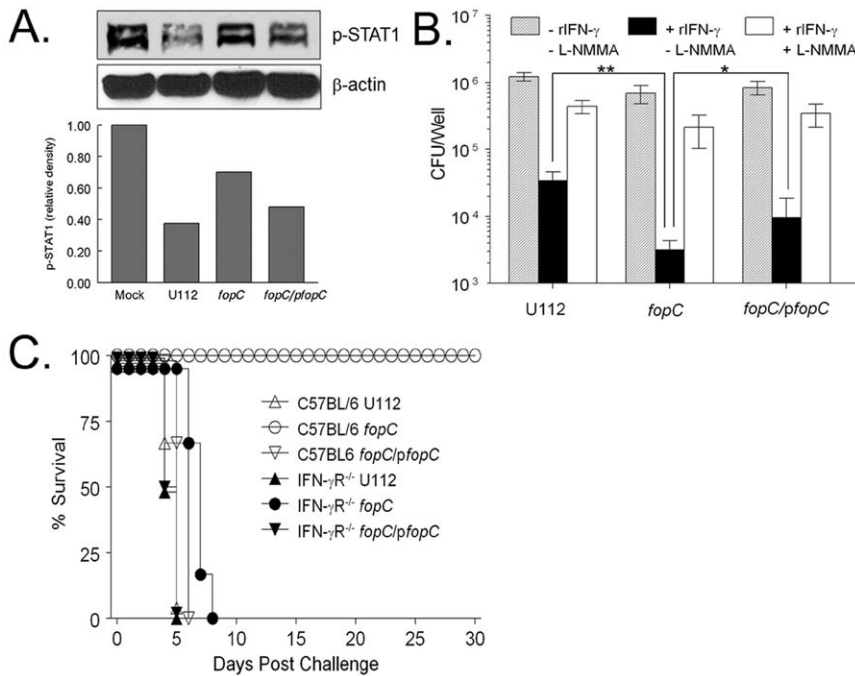 A.
p-STAT1
β-actin
p-STAT1 (relative density)
1.00
0.80
0.60
0.40
0.20
0.00
Mock U112 fopC fopC/pfopC
B.
- rIFN-γ - L-NMMA
+ rIFN-γ - L-NMMA
+ rIFN-γ + L-NMMA
CFU/Well
10⁷
10⁶
10⁵
10⁴
10³
**
*
U112 fopC fopC/pfopC
C.
% Survival
100
75
50
25
0
C57BL/6 U112
C57BL/6 fopC
C57BL6 fopC/pfopC
IFN-γR⁻/⁻ U112
IFN-γR⁻/⁻ fopC
IFN-γR⁻/⁻ fopC/pfopC
0 5 10 15 20 25 30
Days Post Challenge